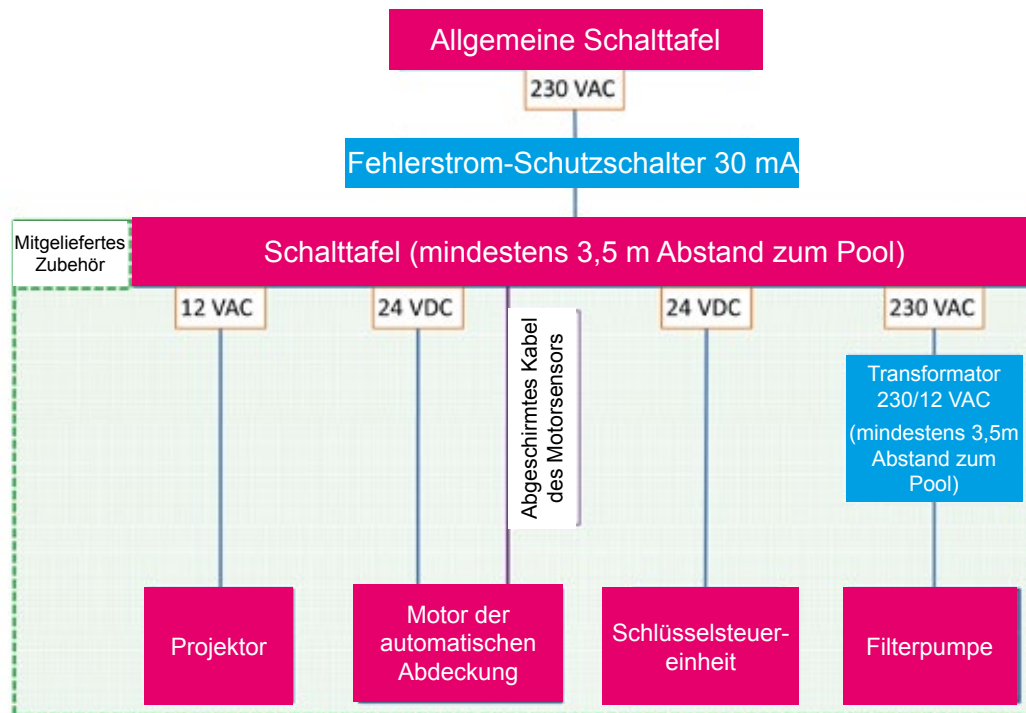 Allgemeine Schalttafel
230 VAC
Fehlerstrom-Schutzschalter 30 mA
Mitgeliefertes
Zubehör
Schalttafel (mindestens 3,5 m Abstand zum Pool)
12 VAC
24 VDC
Abgeschirmtes Kabel
des Motorsensors
24 VDC
230 VAC
Transformator
230/12 VAC
(mindestens 3,5m
Abstand zum
Pool)
Projektor
Motor der
automatischen
Abdeckung
Schlüsselsteuer-
einheit
Filterpumpe